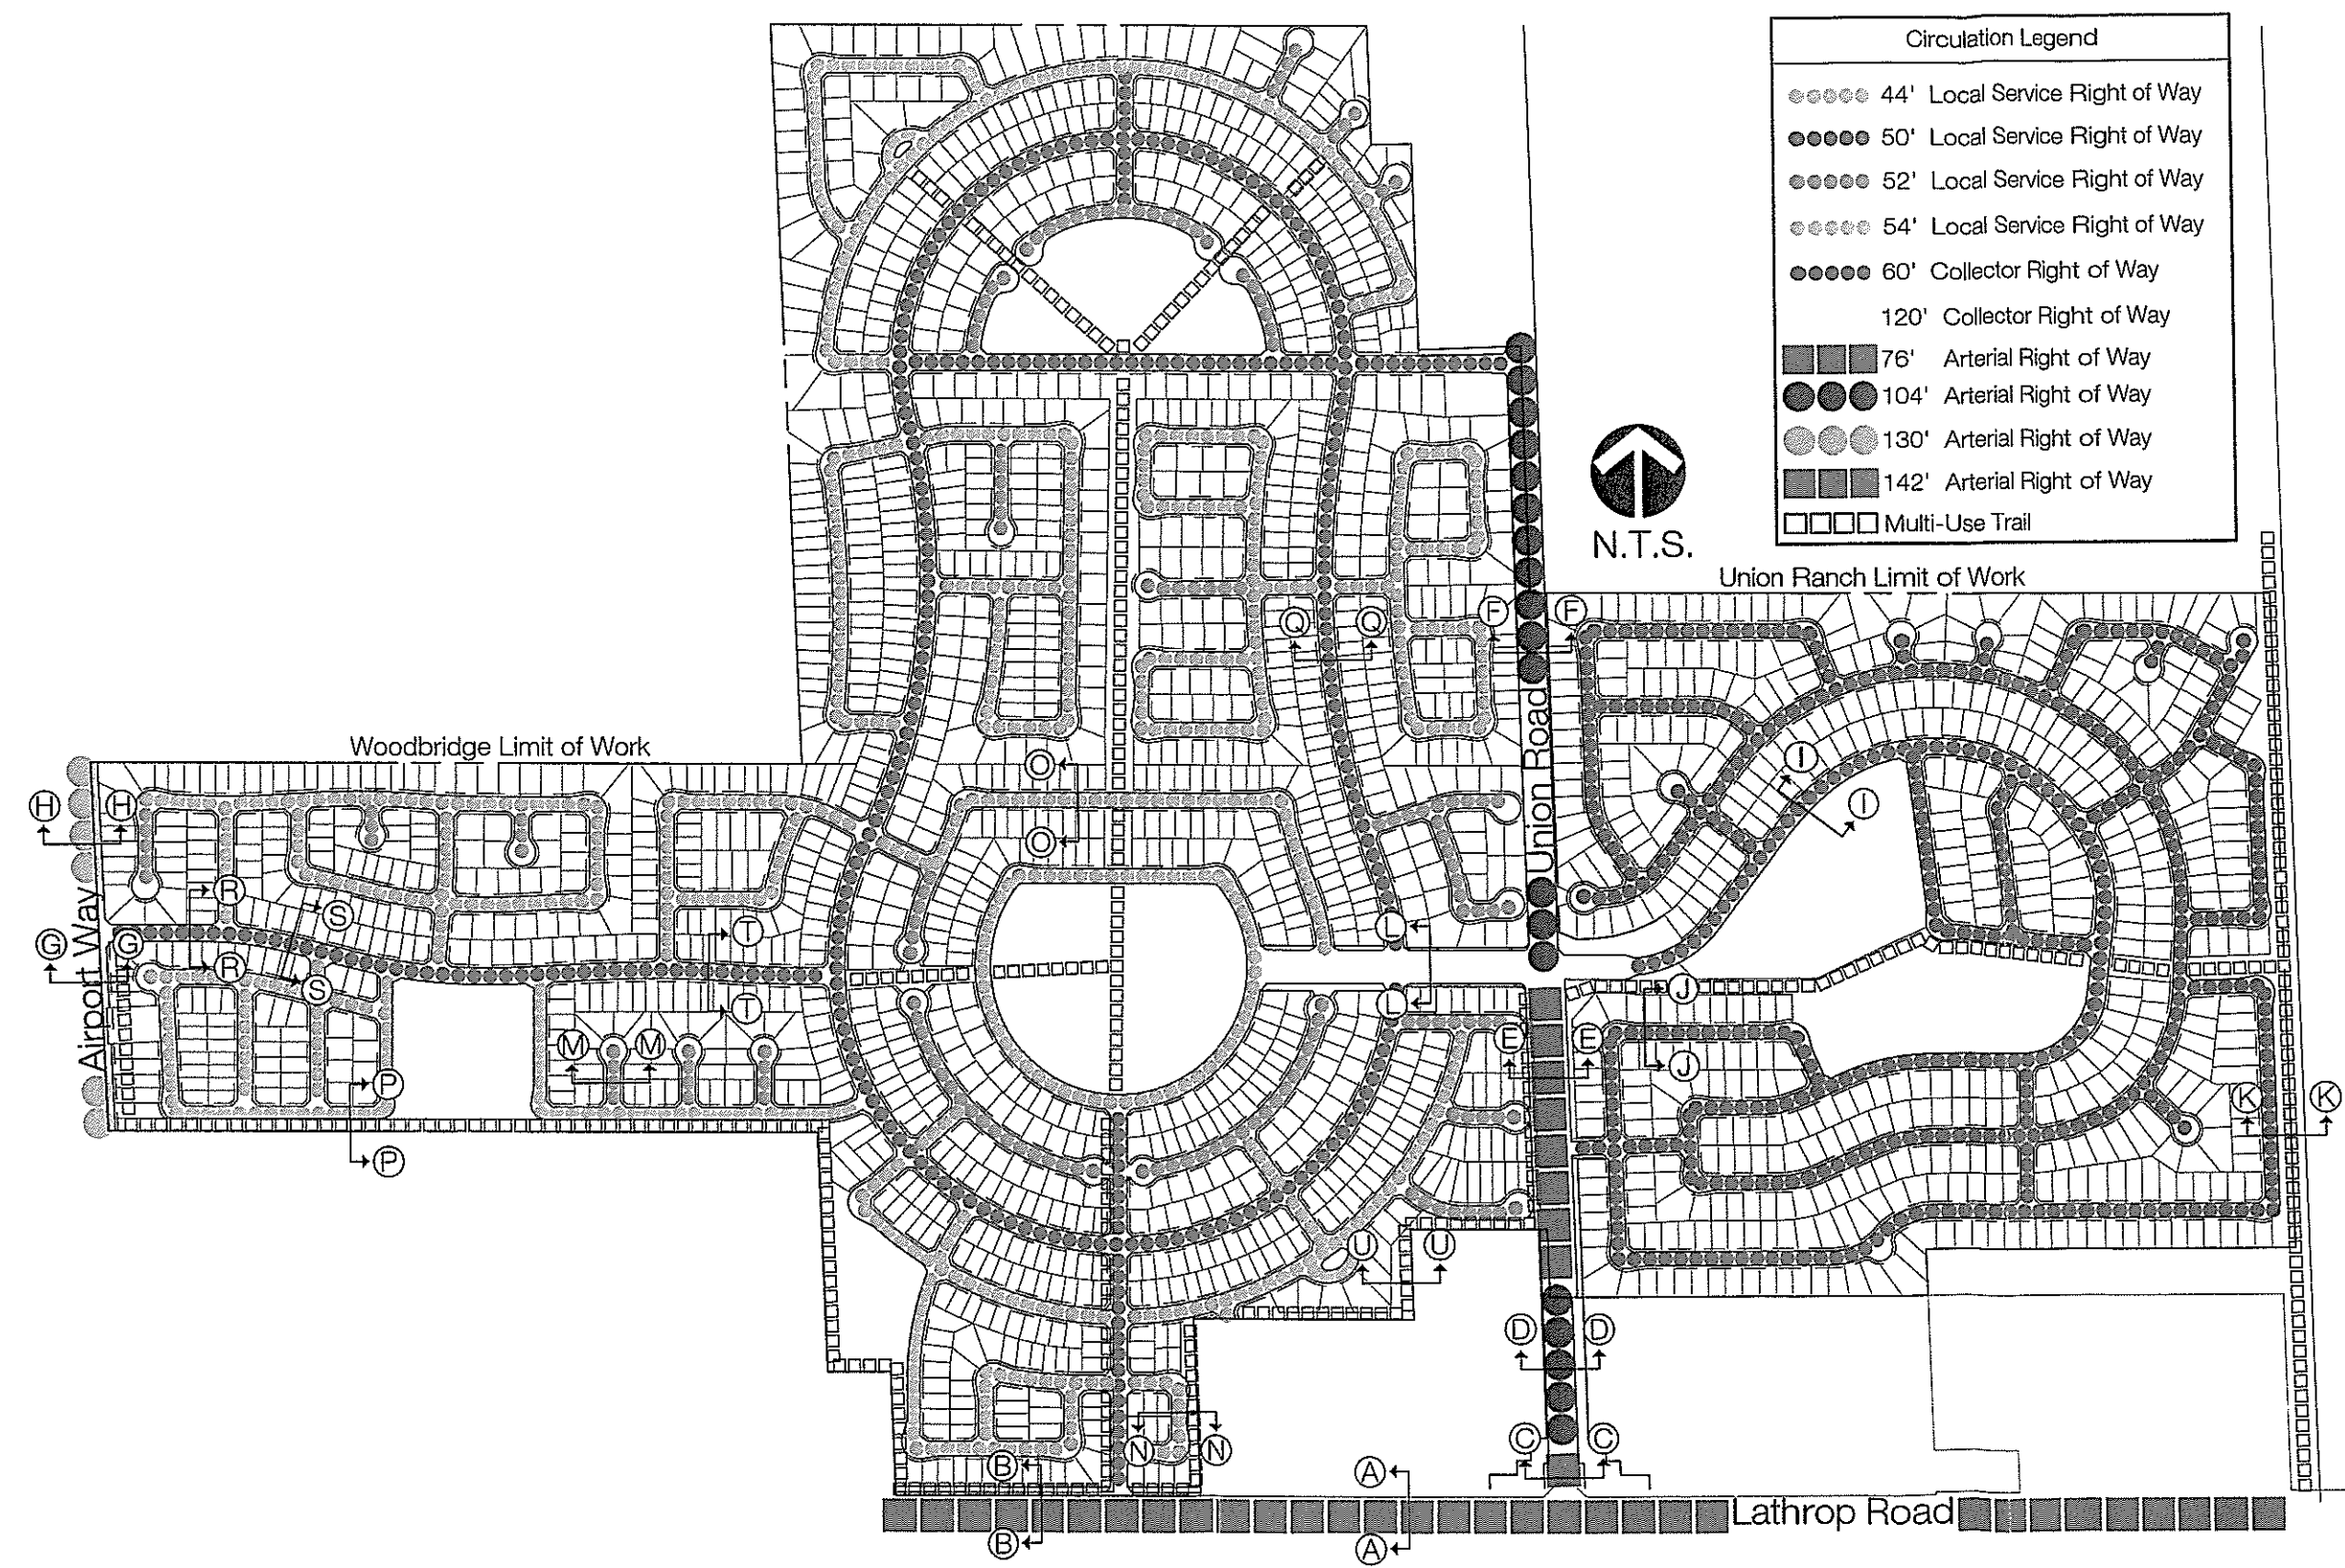 Circulation Legend
44' Local Service Right of Way
50' Local Service Right of Way
52' Local Service Right of Way
54' Local Service Right of Way
60' Collector Right of Way
120' Collector Right of Way
76' Arterial Right of Way
104' Arterial Right of Way
130' Arterial Right of Way
142' Arterial Right of Way
Multi-Use Trail
N.T.S.
Union Ranch Limit of Work
Q Q F F
Union Road
Woodbridge Limit of Work
O
I
I
H H
O
R
S
Airport Way
G G
T
L
R
S
J
T
L
M M
E E
J
P
K K
P
U U
D D
N N
C C
B
A
Lathrop Road
B
A